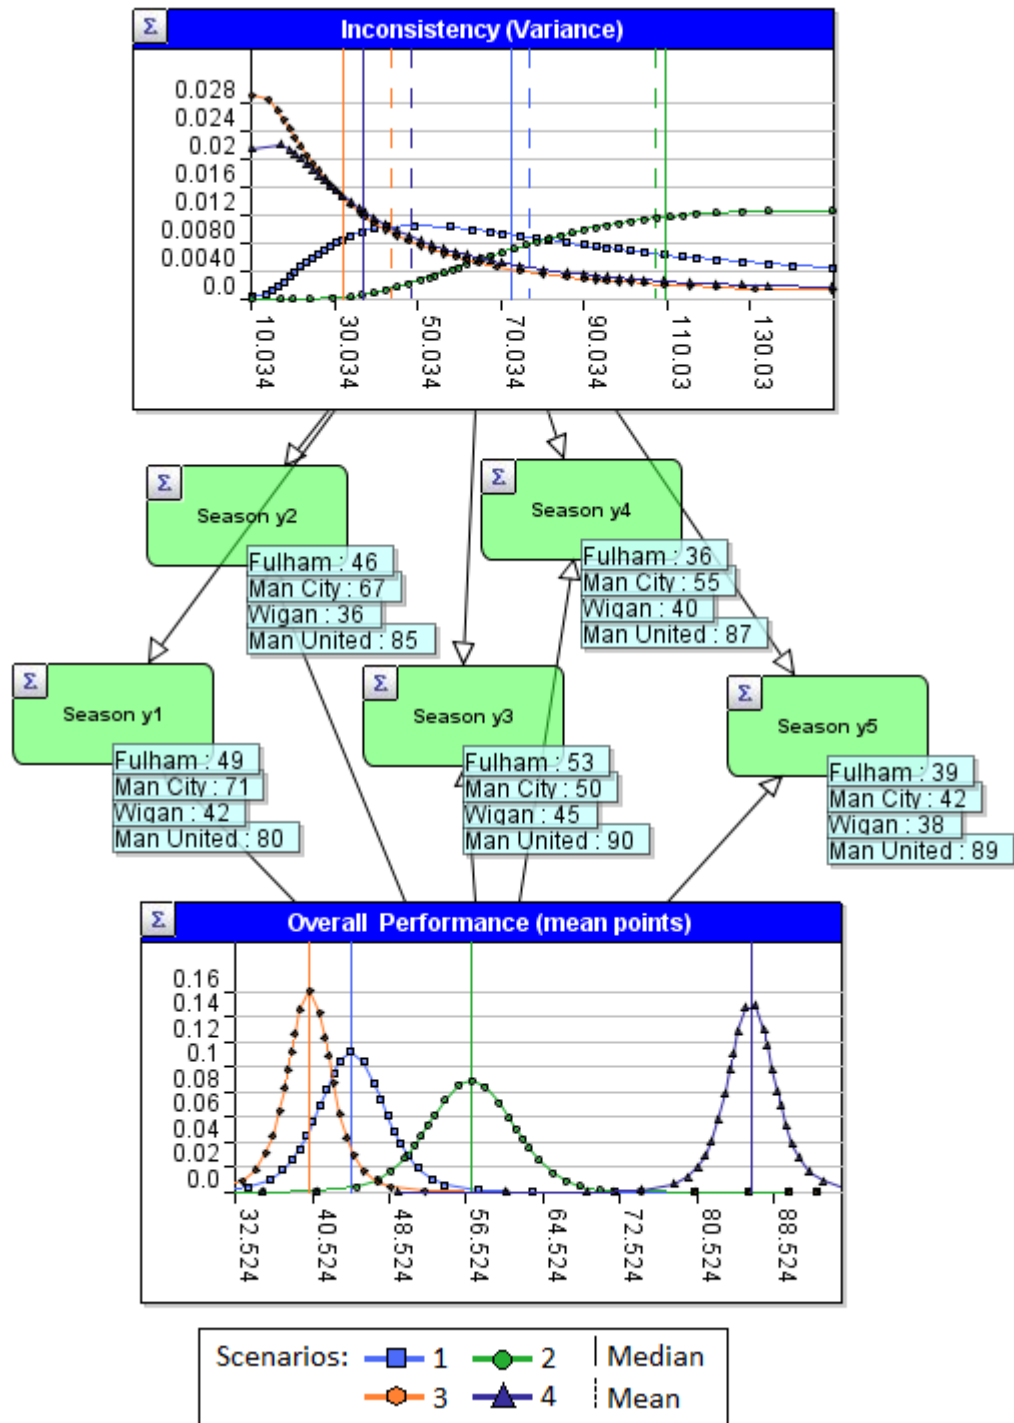 Σ
Inconsistency (Variance)
0.028
0.024
0.02
0.016
0.012
0.0080
0.0040
0.0
10.034
30.034
50.034
70.034
90.034
110.03
130.03
Σ
Season y2
Fulham : 46
Man City : 67
Wigan : 36
Man United : 85
Σ
Season y4
Fulham : 36
Man City : 55
Wigan : 40
Man United : 87
Σ
Season y1
Fulham : 49
Man City : 71
Wigan : 42
Man United : 80
Σ
Season y3
Fulham : 53
Man City : 50
Wigan : 45
Man United : 90
Σ
Season y5
Fulham : 39
Man City : 42
Wigan : 38
Man United : 89
Σ
Overall Performance (mean points)
0.16
0.14
0.12
0.1
0.08
0.06
0.04
0.02
0.0
32.524
40.524
48.524
56.524
64.524
72.524
80.524
88.524
Scenarios: 1 2 Median
3 4 Mean